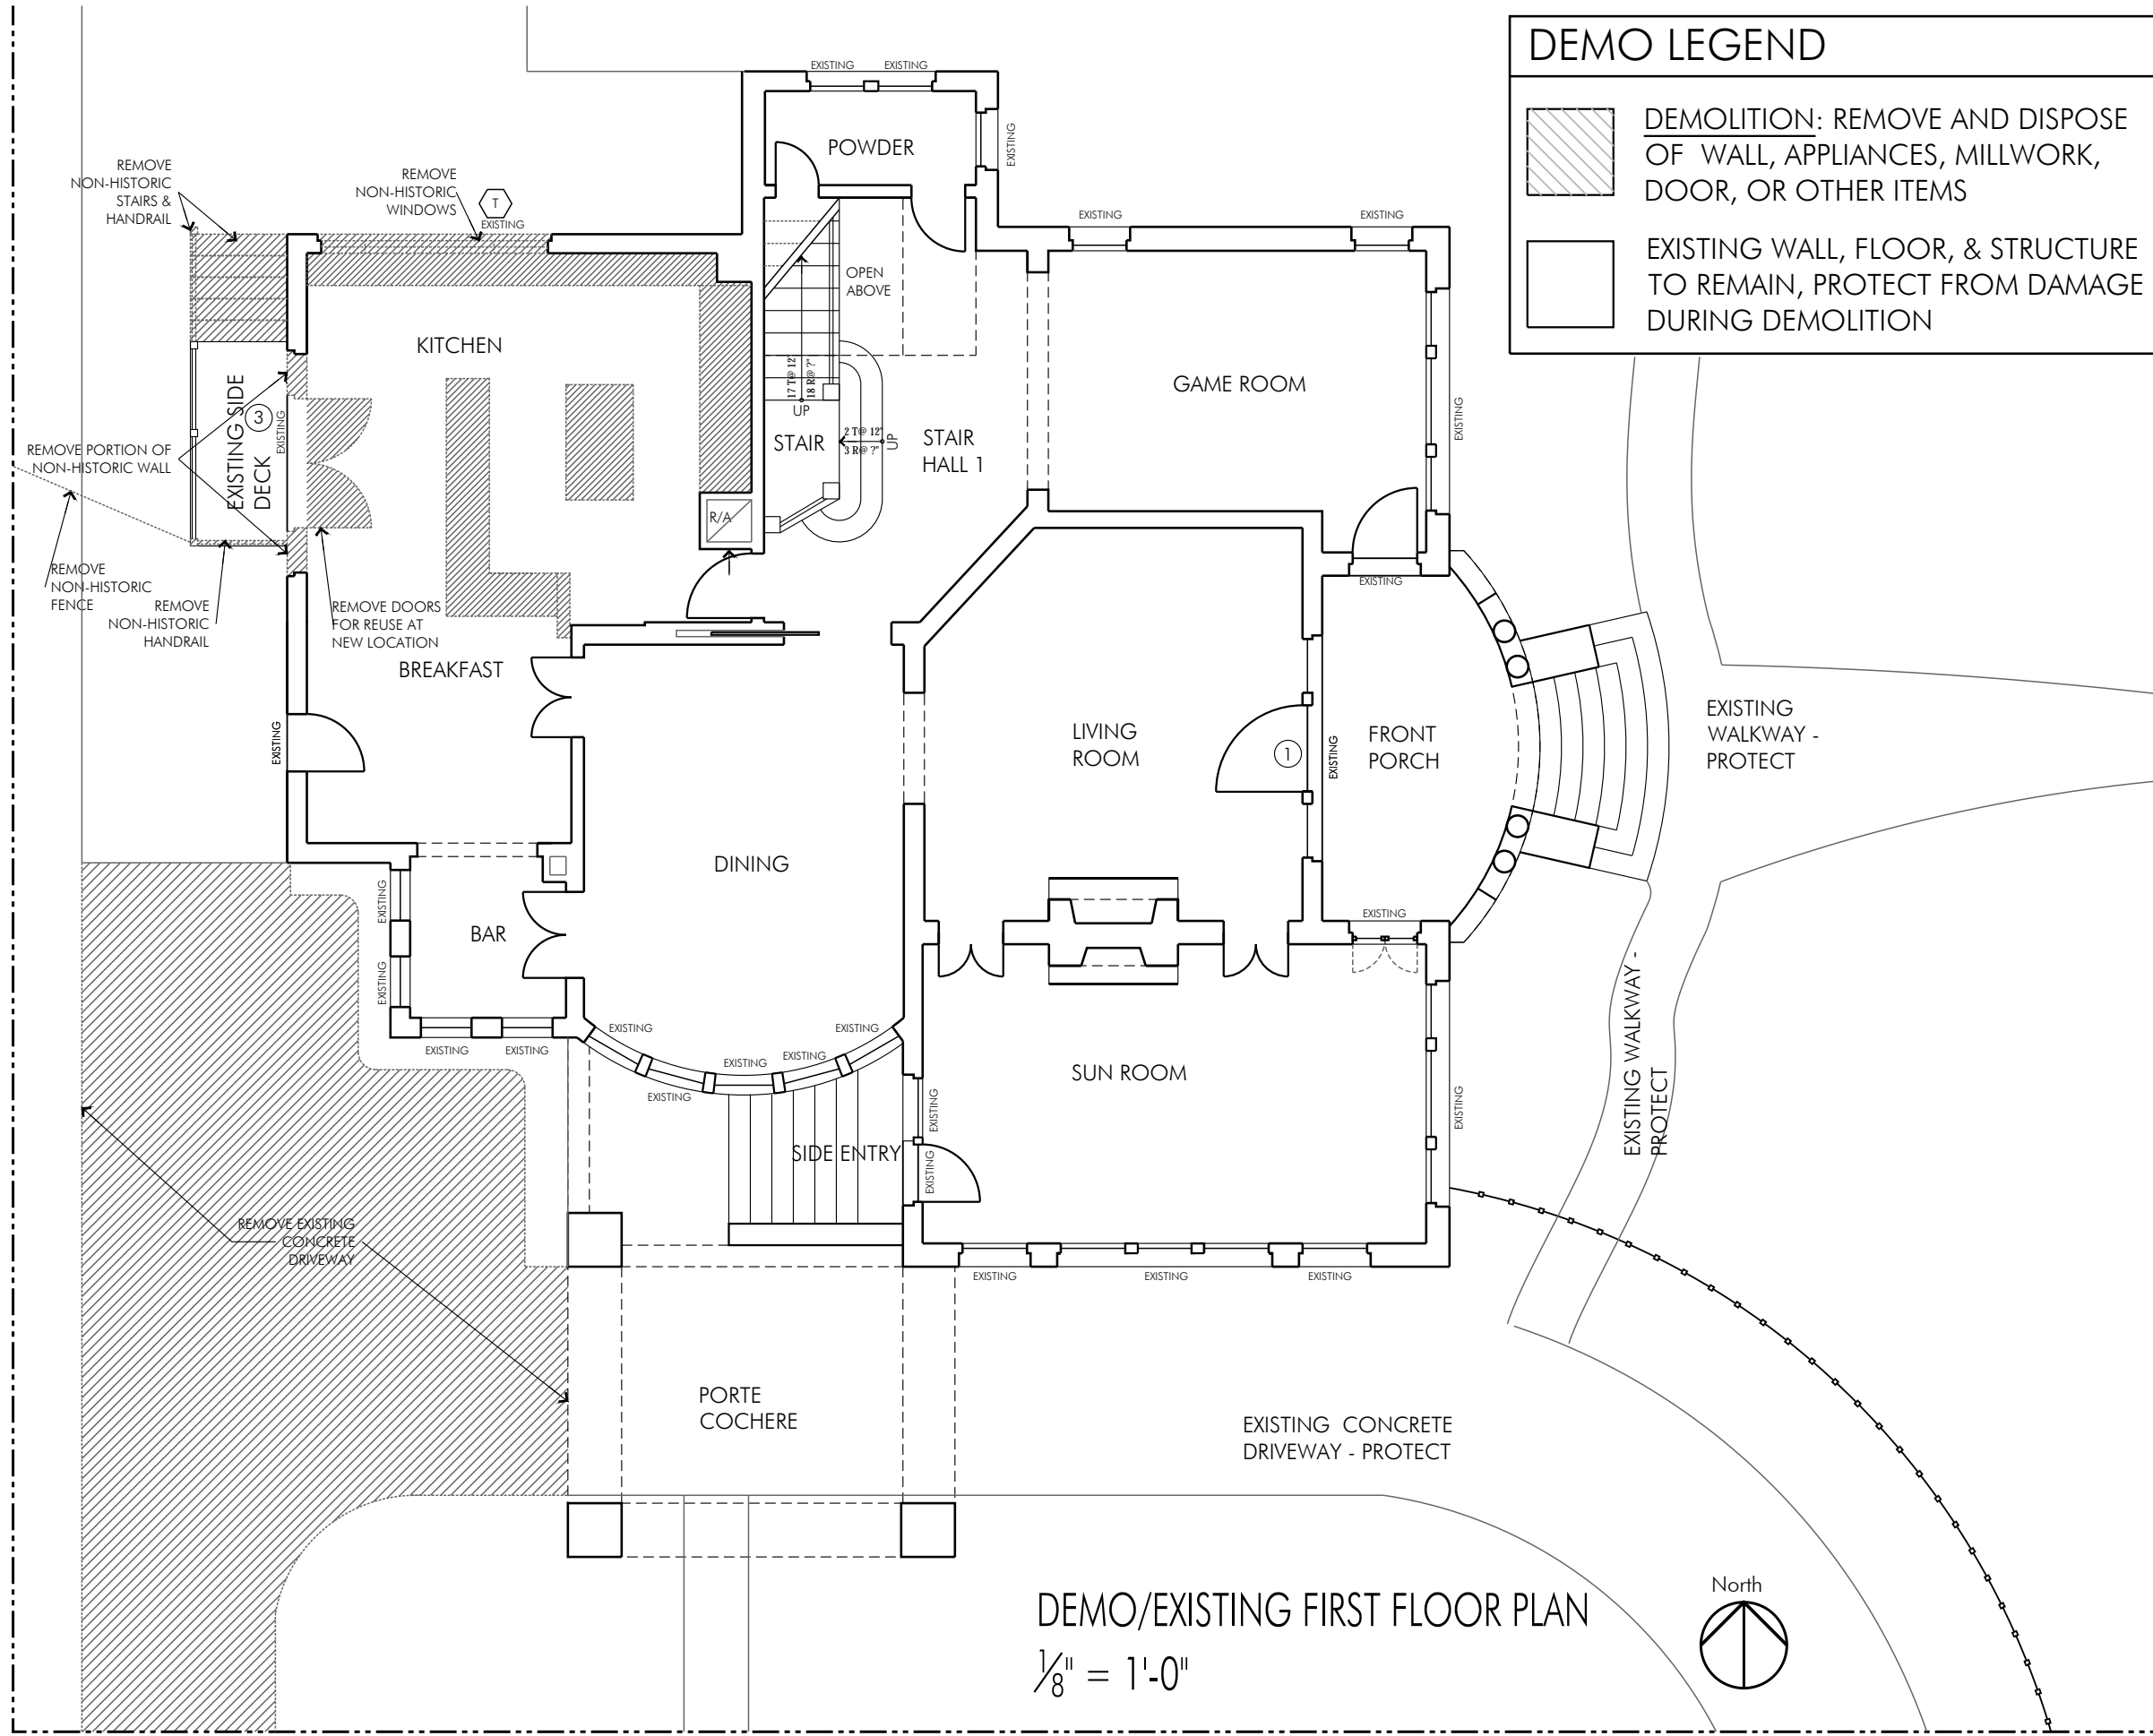 DEMO LEGEND
DEMOLITION: REMOVE AND DISPOSE
OF WALL, APPLIANCES, MILLWORK,
DOOR, OR OTHER ITEMS
EXISTING WALL, FLOOR, & STRUCTURE
TO REMAIN, PROTECT FROM DAMAGE
DURING DEMOLITION
EXISTING
EXISTING
POWDER
EXISTING
REMOVE
NON-HISTORIC
STAIRS &
HANDRAIL
REMOVE
NON-HISTORIC
WINDOWS
T
EXISTING
EXISTING
EXISTING
OPEN
ABOVE
KITCHEN
GAME ROOM
EXISTING
17 T@ 12"
18 R@ ?"
UP
STAIR
2 T@ 12"
3 R@ ?"
UP
STAIR
HALL 1
EXISTING SIDE
DECK
3
EXISTING
REMOVE PORTION OF
NON-HISTORIC WALL
R/A
REMOVE
NON-HISTORIC
FENCE
REMOVE
NON-HISTORIC
HANDRAIL
REMOVE DOORS
FOR REUSE AT
NEW LOCATION
EXISTING
BREAKFAST
EXISTING
LIVING
ROOM
1
EXISTING
FRONT
PORCH
EXISTING
WALKWAY -
PROTECT
DINING
EXISTING
EXISTING
BAR
EXISTING
EXISTING
EXISTING
EXISTING
EXISTING
EXISTING
EXISTING
EXISTING
EXISTING
SUN ROOM
EXISTING
EXISTING
EXISTING WALKWAY -
PROTECT
SIDE ENTRY
EXISTING
REMOVE EXISTING
CONCRETE
DRIVEWAY
EXISTING
EXISTING
EXISTING
PORTE
COCHERE
EXISTING CONCRETE
DRIVEWAY - PROTECT
DEMO/EXISTING FIRST FLOOR PLAN
1/8" = 1'-0"
North